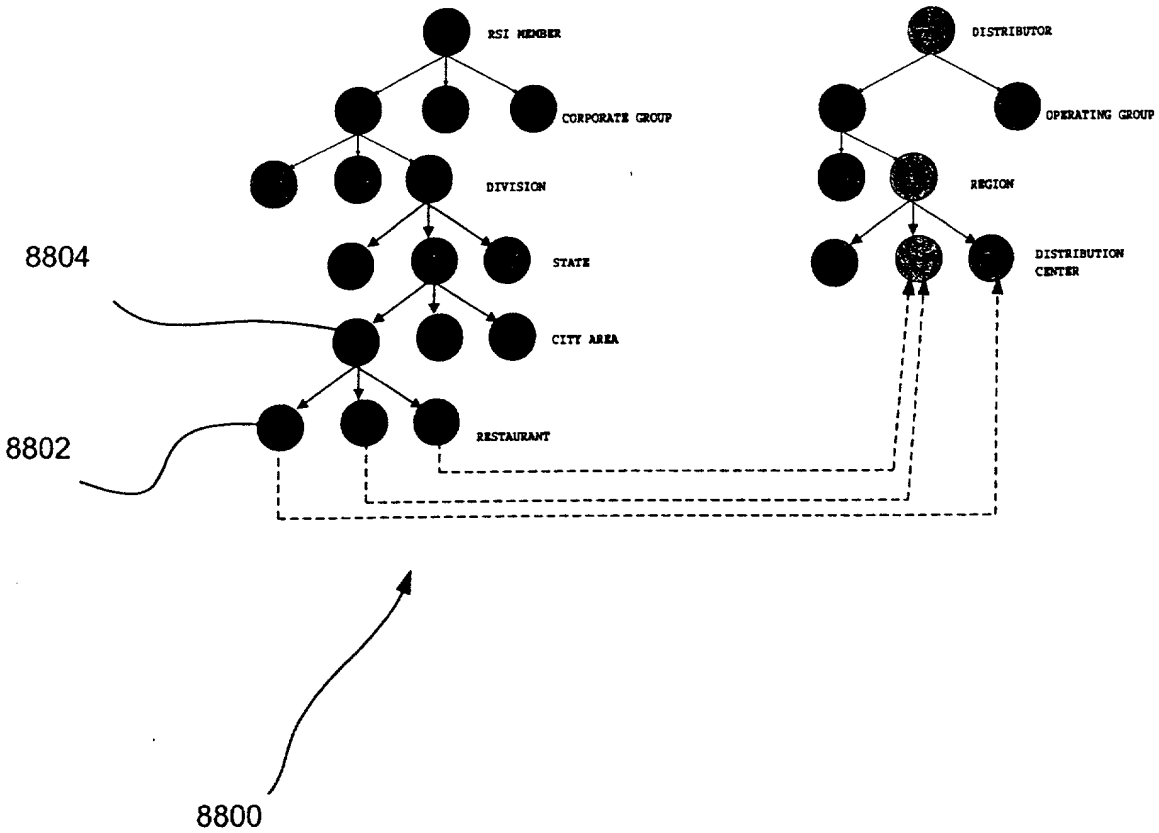 RSI MEMBER
DISTRIBUTOR
CORPORATE GROUP
OPERATING GROUP
DIVISION
REGION
8804
STATE
DISTRIBUTION
CENTER
CITY AREA
8802
RESTAURANT
8800